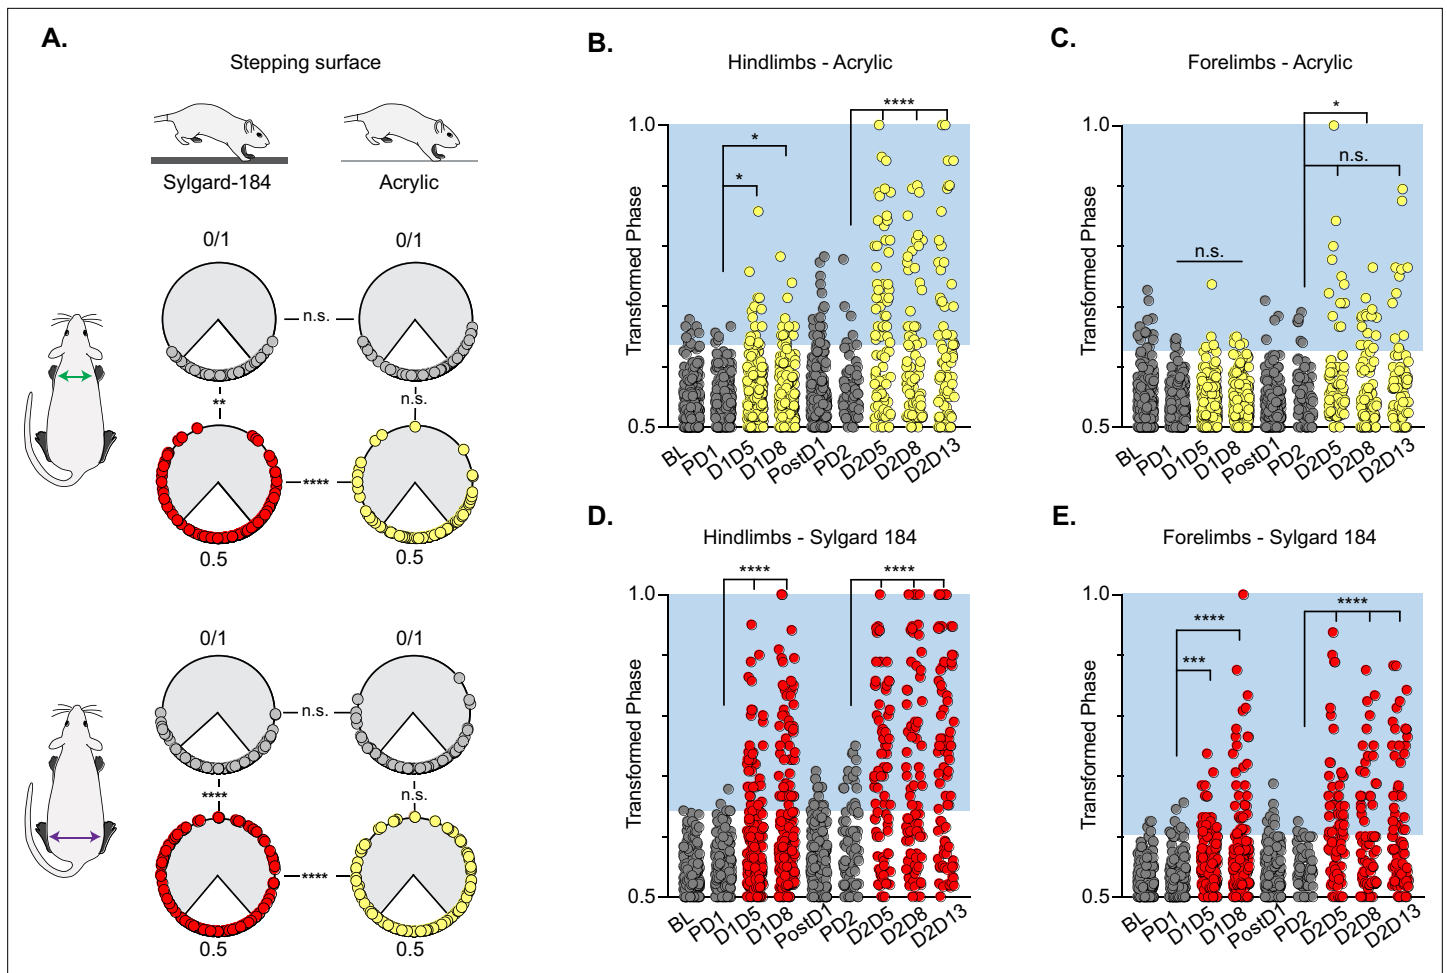 A.
Stepping surface
Sylgard-184
Acrylic
0/1
0/1
n.s.
**
n.s.
****
0.5
0.5
0/1
0/1
n.s.
****
n.s.
****
0.5
0.5
B.
Hindlimbs - Acrylic
Transformed Phase
1.0
0.5
*
*
****
BL
PD1
D1D5
D1D8
PostD1
PD2
D2D5
D2D8
D2D13
C.
Forelimbs - Acrylic
Transformed Phase
1.0
0.5
n.s.
*
n.s.
BL
PD1
D1D5
D1D8
PostD1
PD2
D2D5
D2D8
D2D13
D.
Hindlimbs - Sylgard 184
Transformed Phase
1.0
0.5
****
****
BL
PD1
D1D5
D1D8
PostD1
PD2
D2D5
D2D8
D2D13
E.
Forelimbs - Sylgard 184
Transformed Phase
1.0
0.5
****
***
****
BL
PD1
D1D5
D1D8
PostD1
PD2
D2D5
D2D8
D2D13